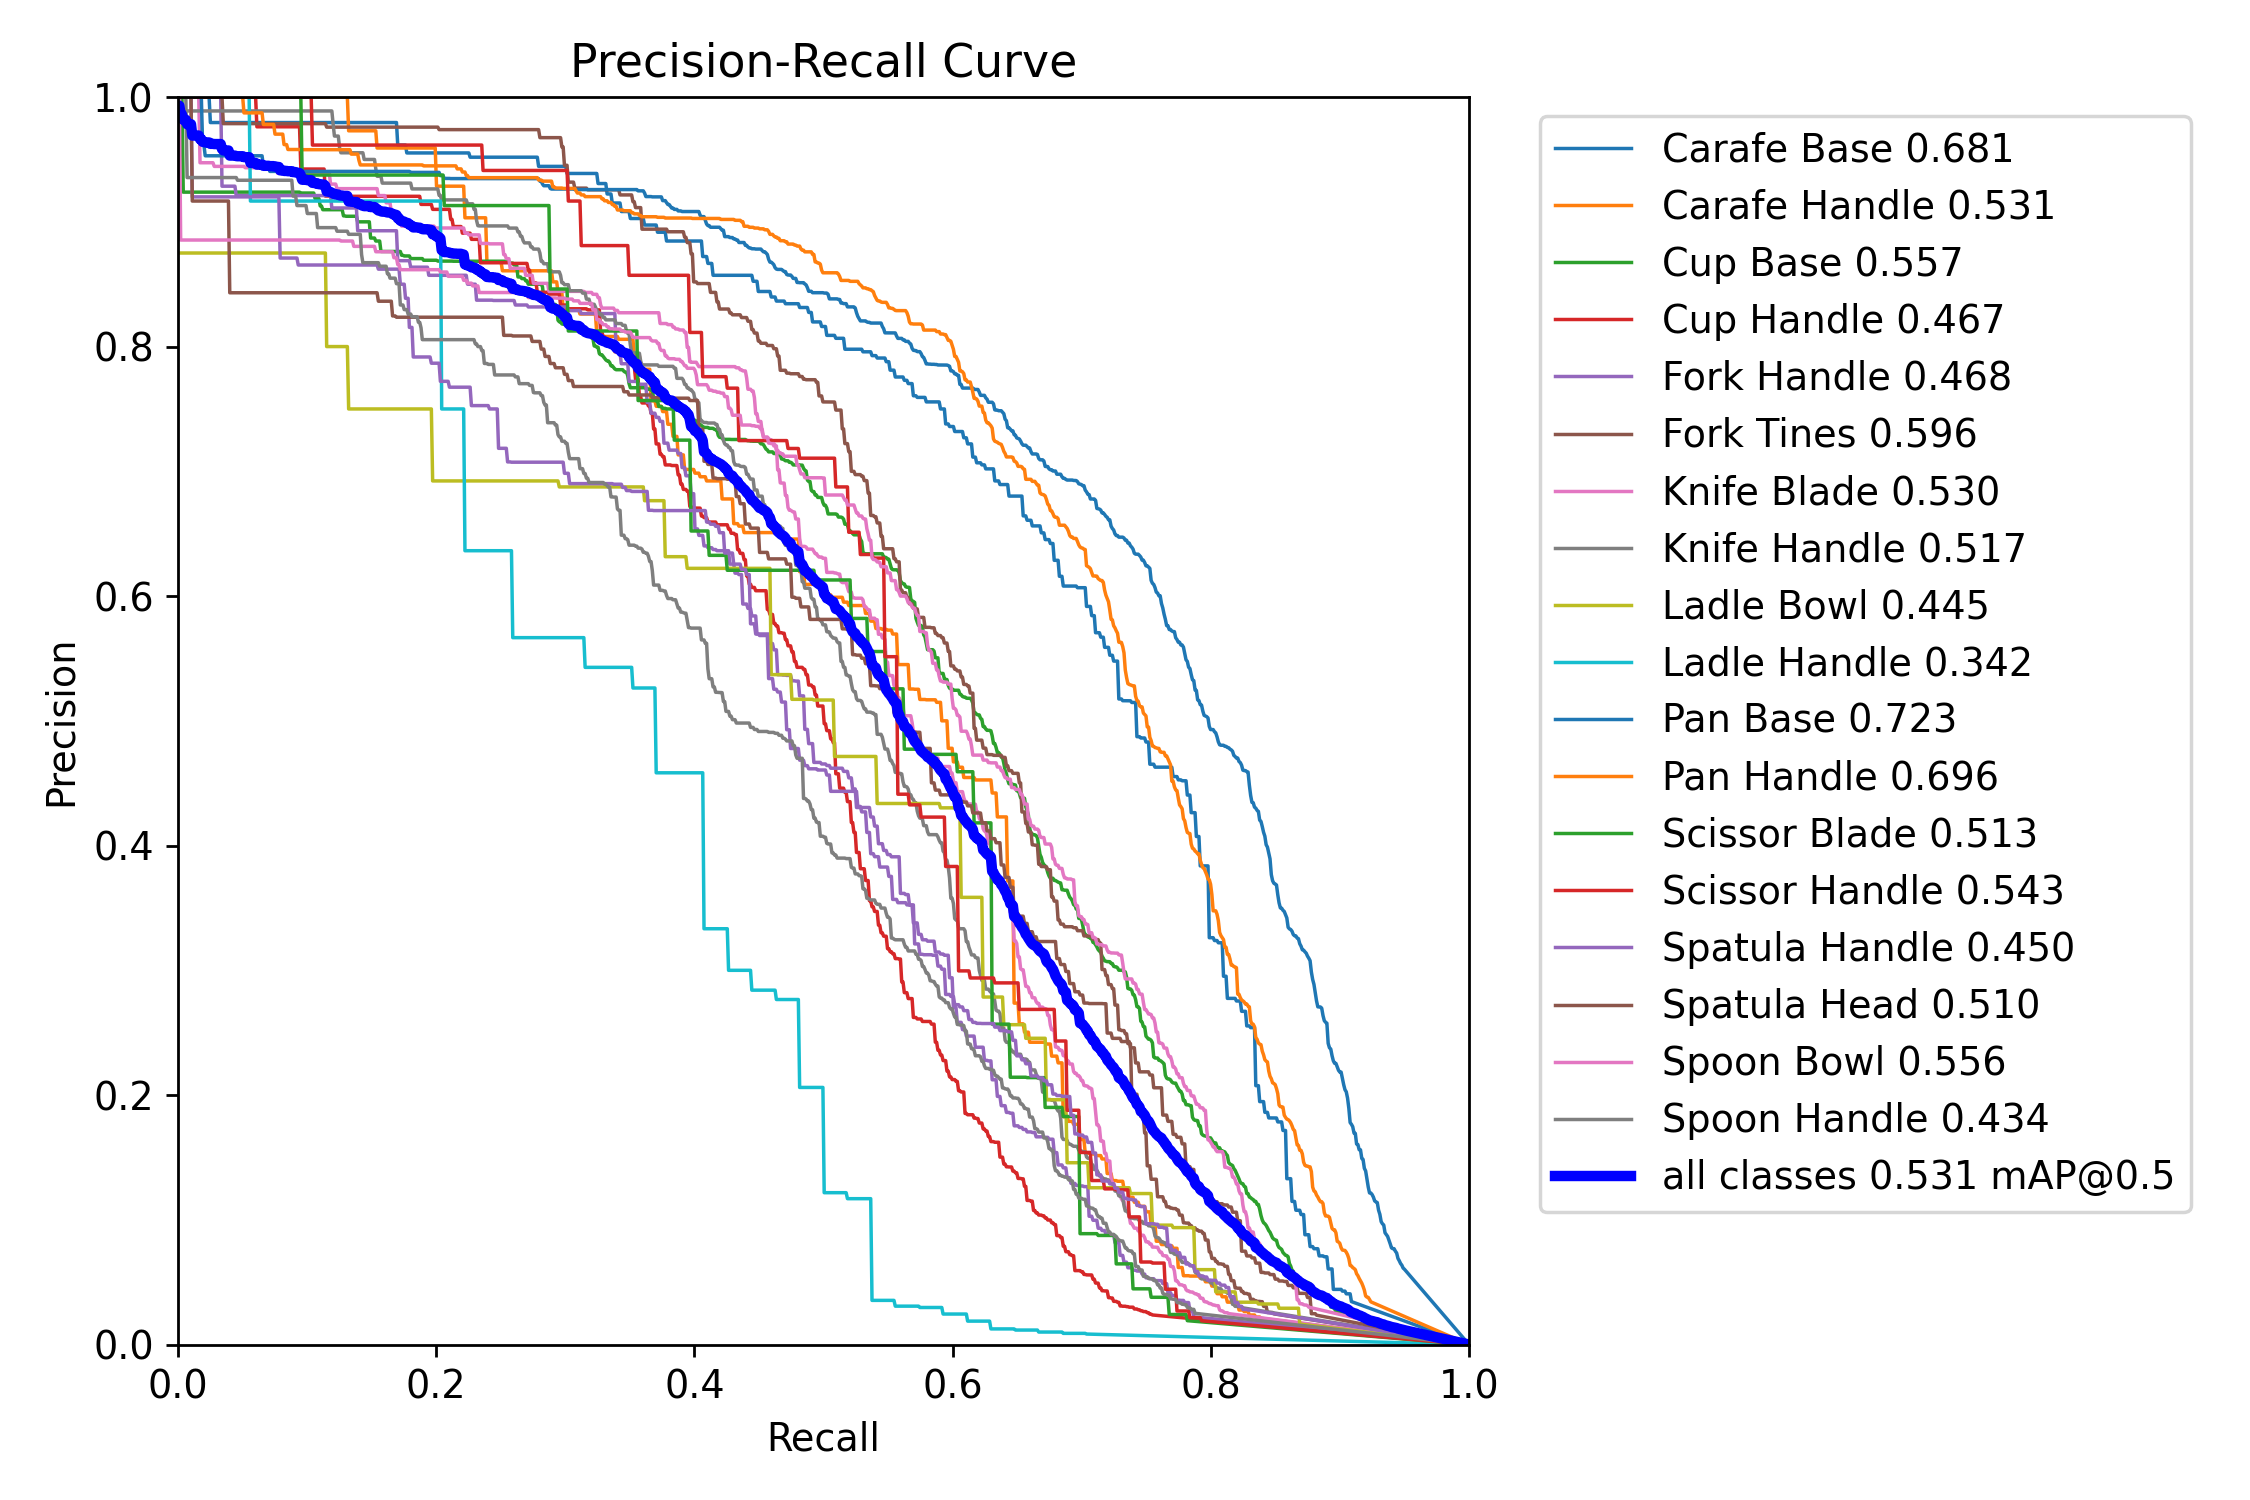 Precision-Recall Curve
1.0
0.8
0.6
0.4
0.2
0.0
Precision
0.0 0.2 0.4 0.6 0.8 1.0
Recall
Carafe Base 0.681
Carafe Handle 0.531
Cup Base 0.557
Cup Handle 0.467
Fork Handle 0.468
Fork Tines 0.596
Knife Blade 0.530
Knife Handle 0.517
Ladle Bowl 0.445
Ladle Handle 0.342
Pan Base 0.723
Pan Handle 0.696
Scissor Blade 0.513
Scissor Handle 0.543
Spatula Handle 0.450
Spatula Head 0.510
Spoon Bowl 0.556
Spoon Handle 0.434
all classes 0.531 mAP@0.5